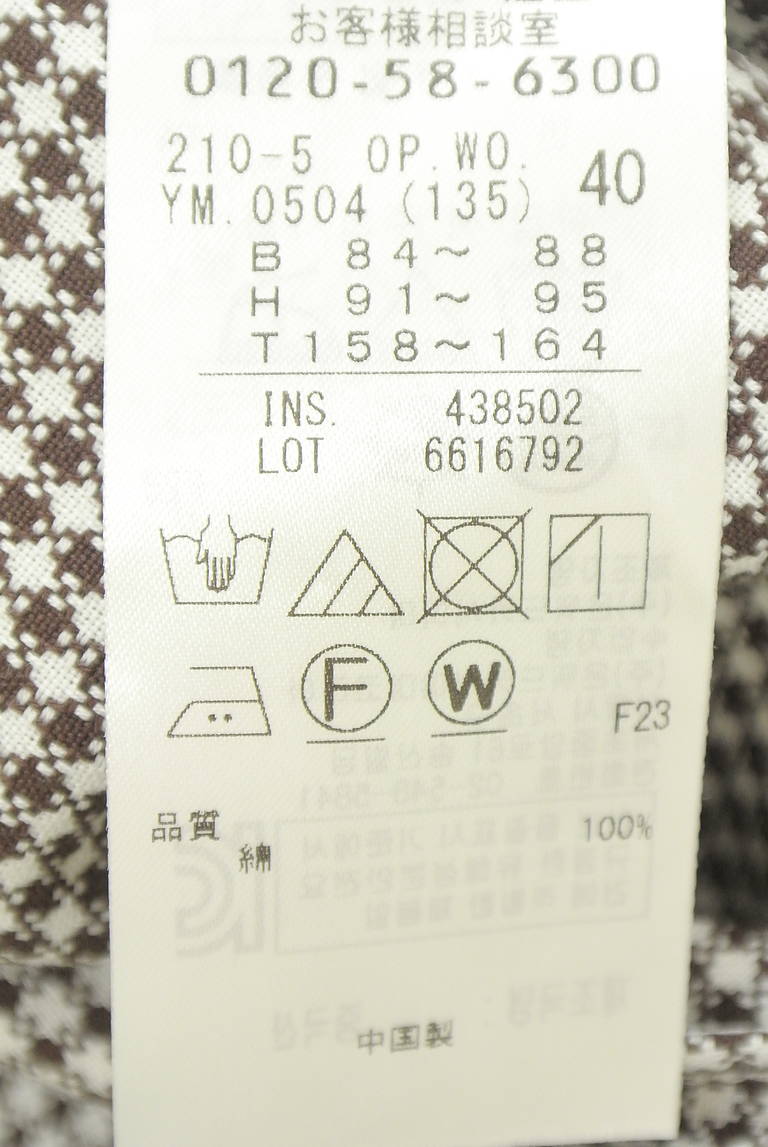 お客様相談室
0120-58-6300
210-5 OP.WO. 40
YM.0504 (135)
B 84～ 88
H 91～ 95
T158～164
INS. 438502
LOT 6616792
F W
F23
品質
綿 100%
中国製